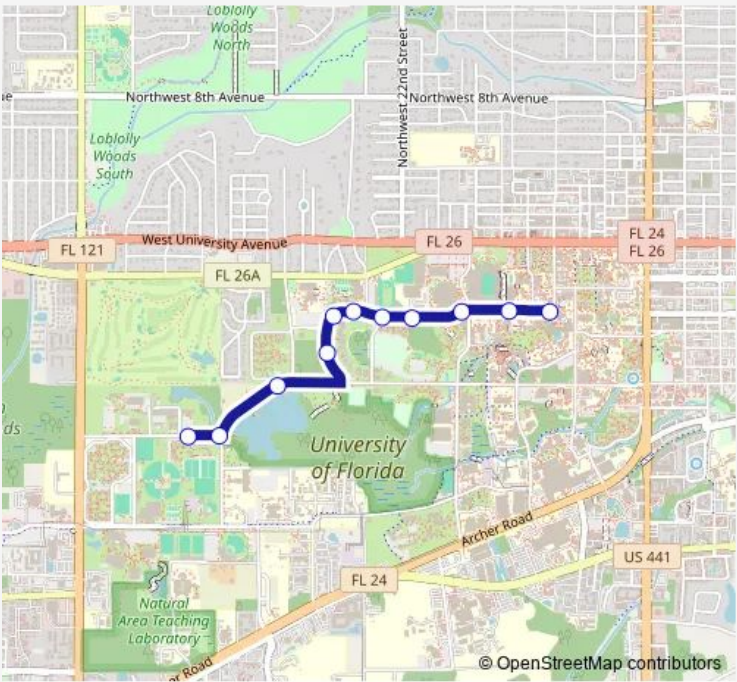 Loblolly
Woods
North
Northwest 22nd Street
Northwest 8th Avenue
Northwest 8th Avenue
Loblolly
Woods
South
West University Avenue
FL 121
FL 26
FL 24
FL 26
FL 26A
ds
University
of Florida
Archer Road
US 441
FL 24
Natural
Area Teaching
Laboratory
er Road
© OpenStreetMap contributors